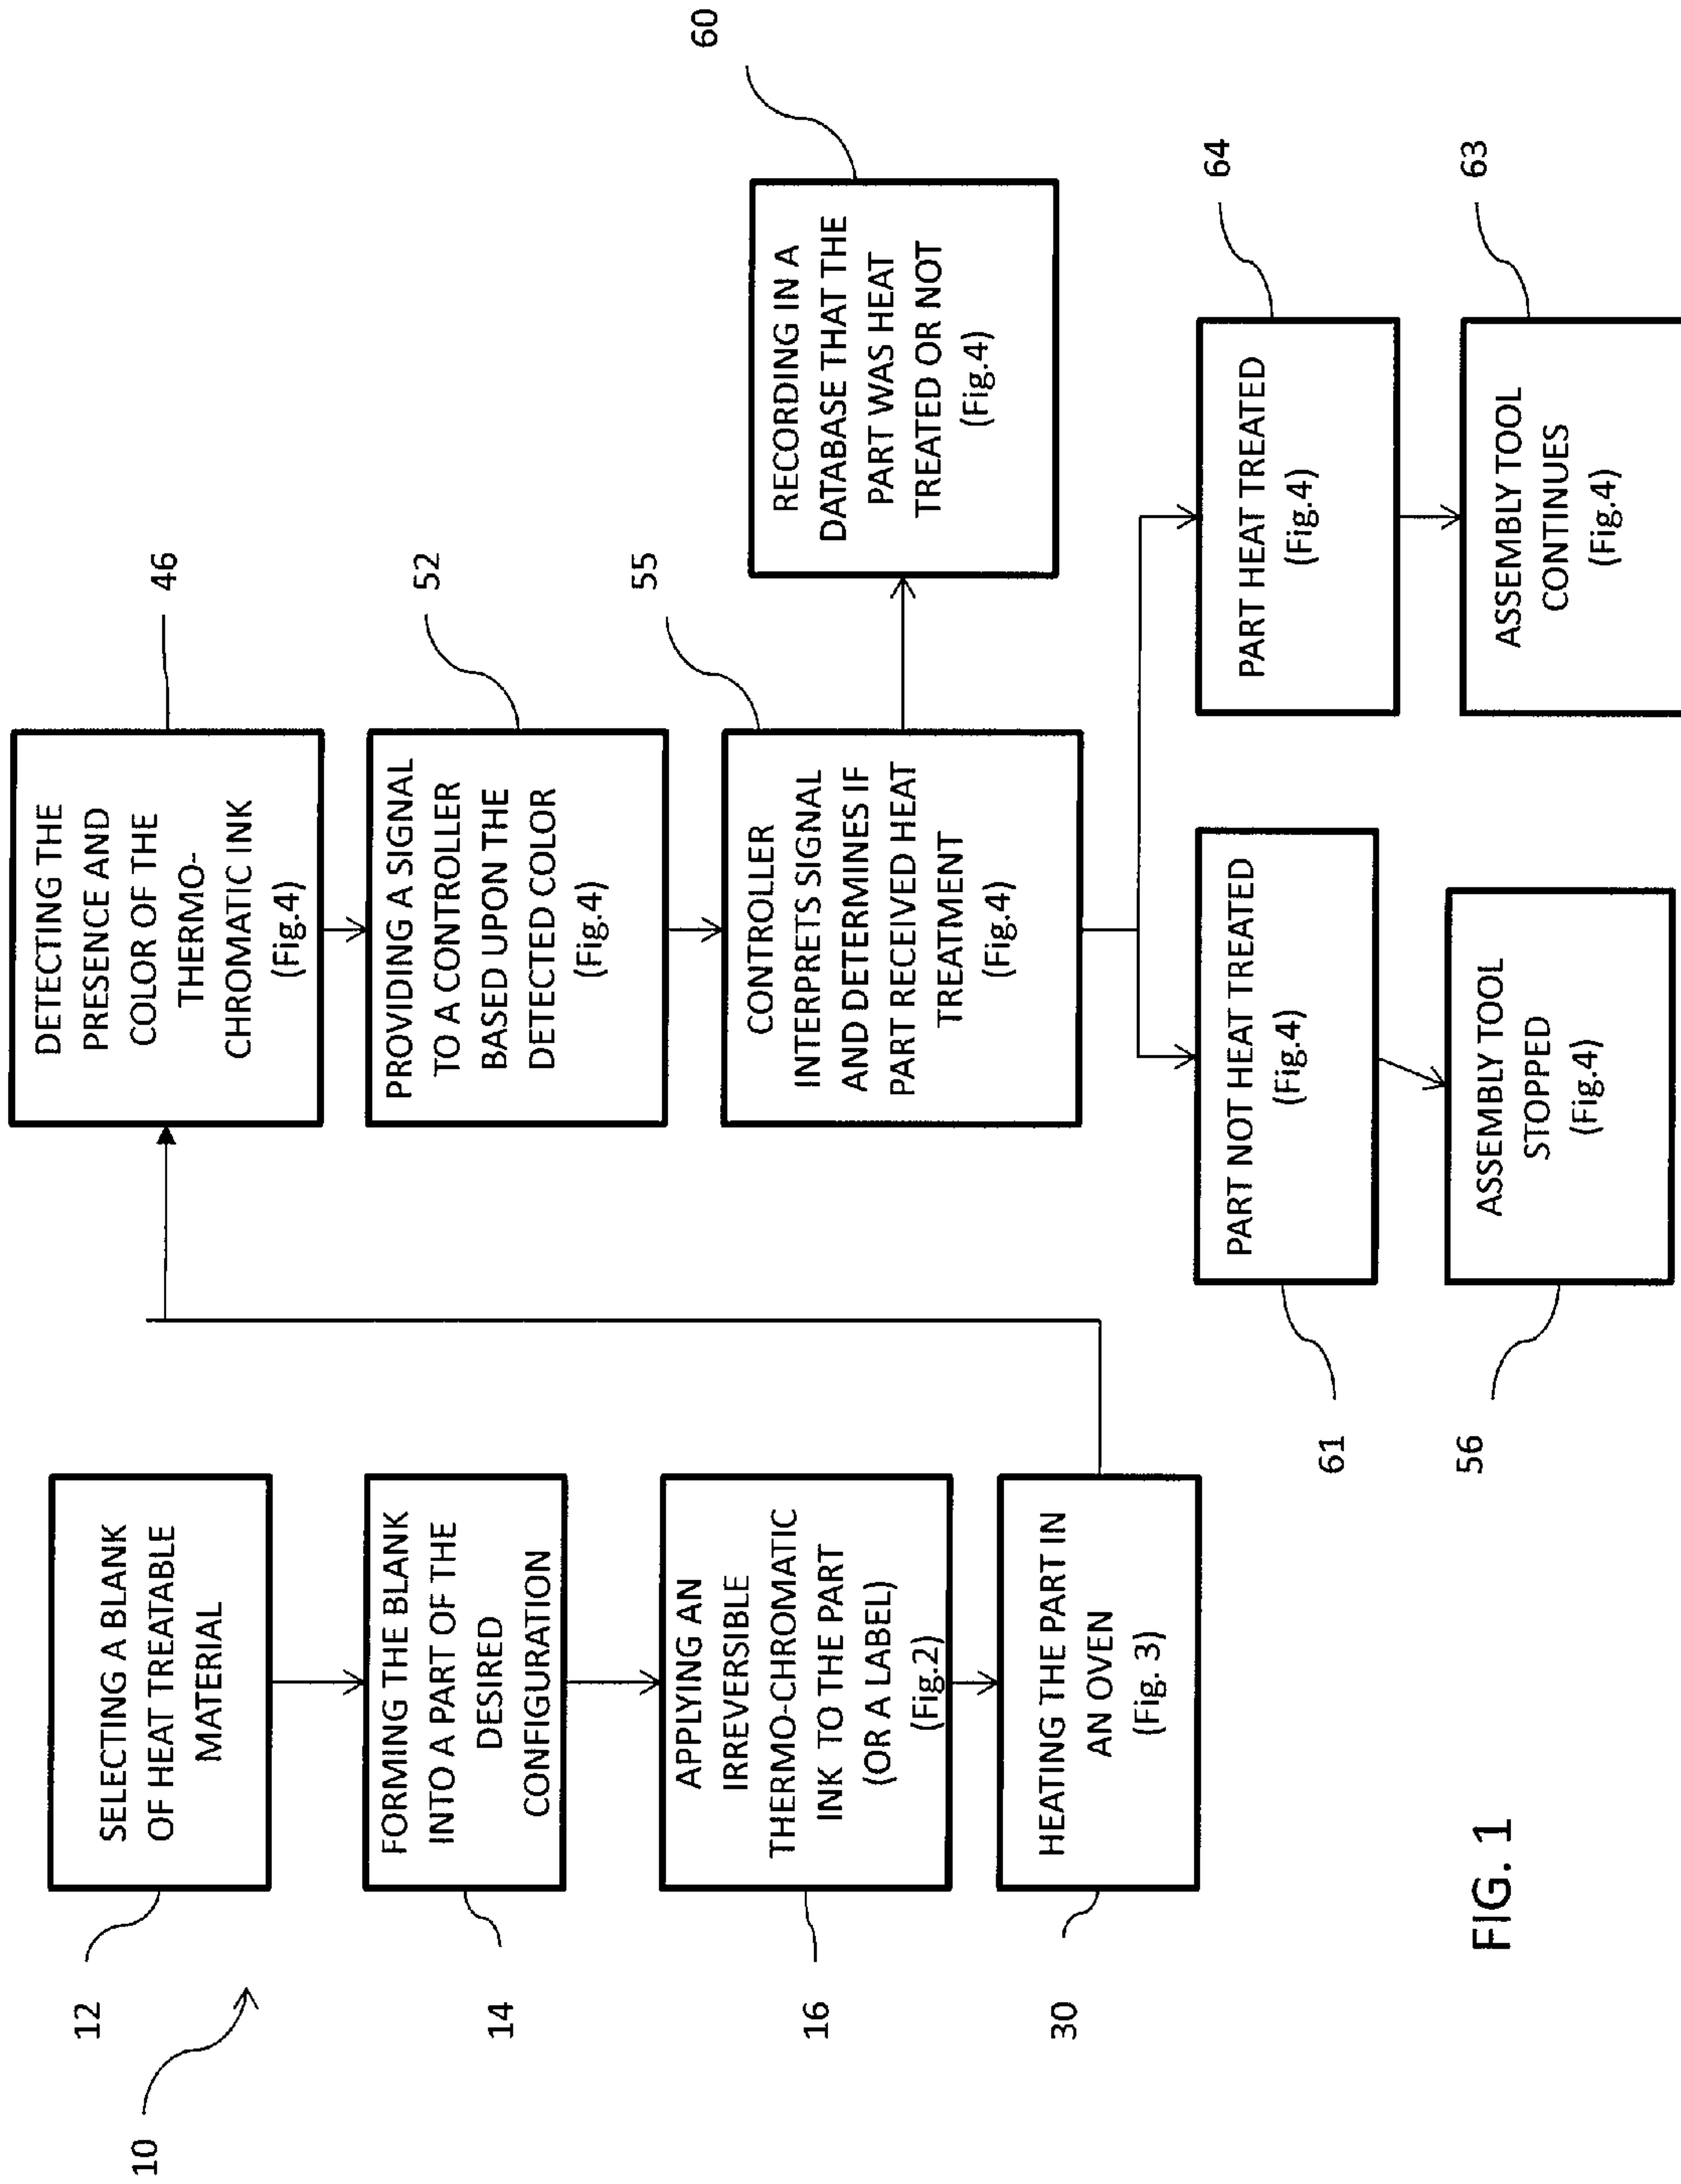 10
12
SELECTING A BLANK
OF HEAT TREATABLE
MATERIAL
14
FORMING THE BLANK
INTO A PART OF THE
DESIRED
CONFIGURATION
16
APPLYING AN
IRREVERSIBLE
THERMO-CHROMATIC
INK TO THE PART
(OR A LABEL)
(Fig.2)
30
HEATING THE PART IN
AN OVEN
(Fig. 3)
46
DETECTING THE
PRESENCE AND
COLOR OF THE
THERMO-
CHROMATIC INK
(Fig.4)
52
PROVIDING A SIGNAL
TO A CONTROLLER
BASED UPON THE
DETECTED COLOR
(Fig.4)
55
CONTROLLER
INTERPRETS SIGNAL
AND DETERMINES IF
PART RECEIVED HEAT
TREATMENT
(Fig.4)
60
RECORDING IN A
DATABASE THAT THE
PART WAS HEAT
TREATED OR NOT
(Fig.4)
61
PART NOT HEAT TREATED
(Fig.4)
56
ASSEMBLY TOOL
STOPPED
(Fig.4)
64
PART HEAT TREATED
(Fig.4)
63
ASSEMBLY TOOL
CONTINUES
(Fig.4)
FIG. 1